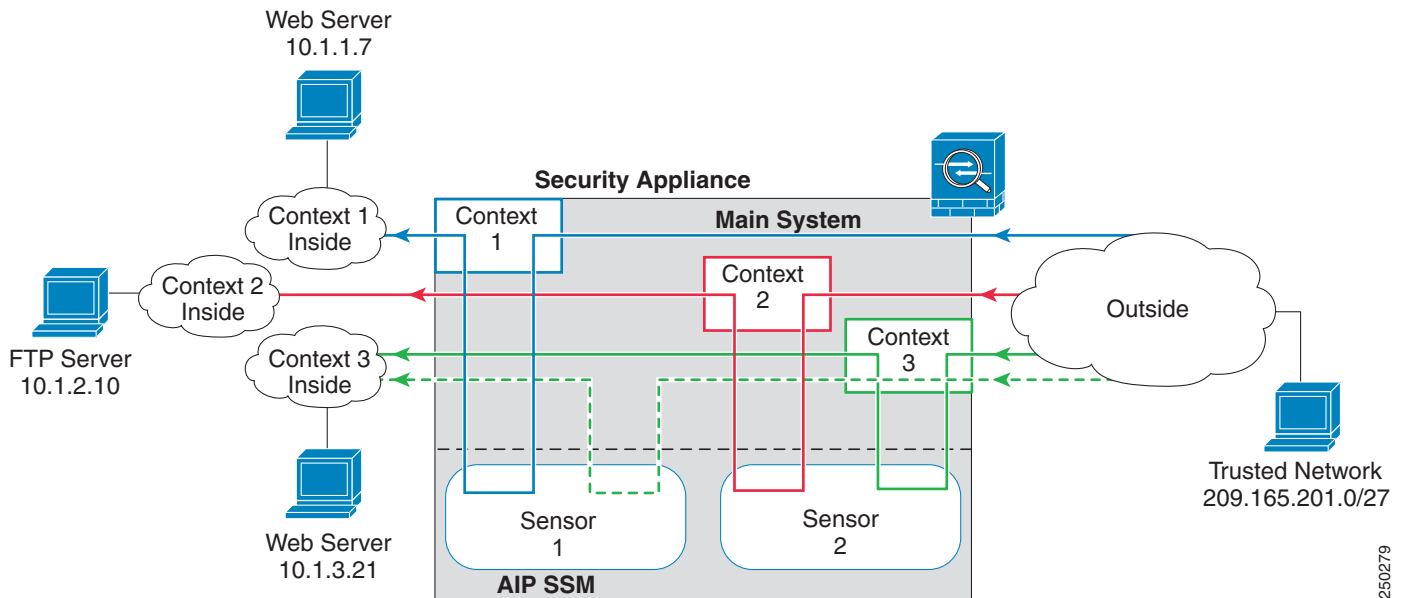 Web Server
10.1.1.7
Security Appliance
Main System
Context
1
Context 1
Inside
Context
2
Context 2
Inside
Outside
Context
3
Context 3
Inside
FTP Server
10.1.2.10
Trusted Network
209.165.201.0/27
Sensor
1
Sensor
2
Web Server
10.1.3.21
AIP SSM
250279